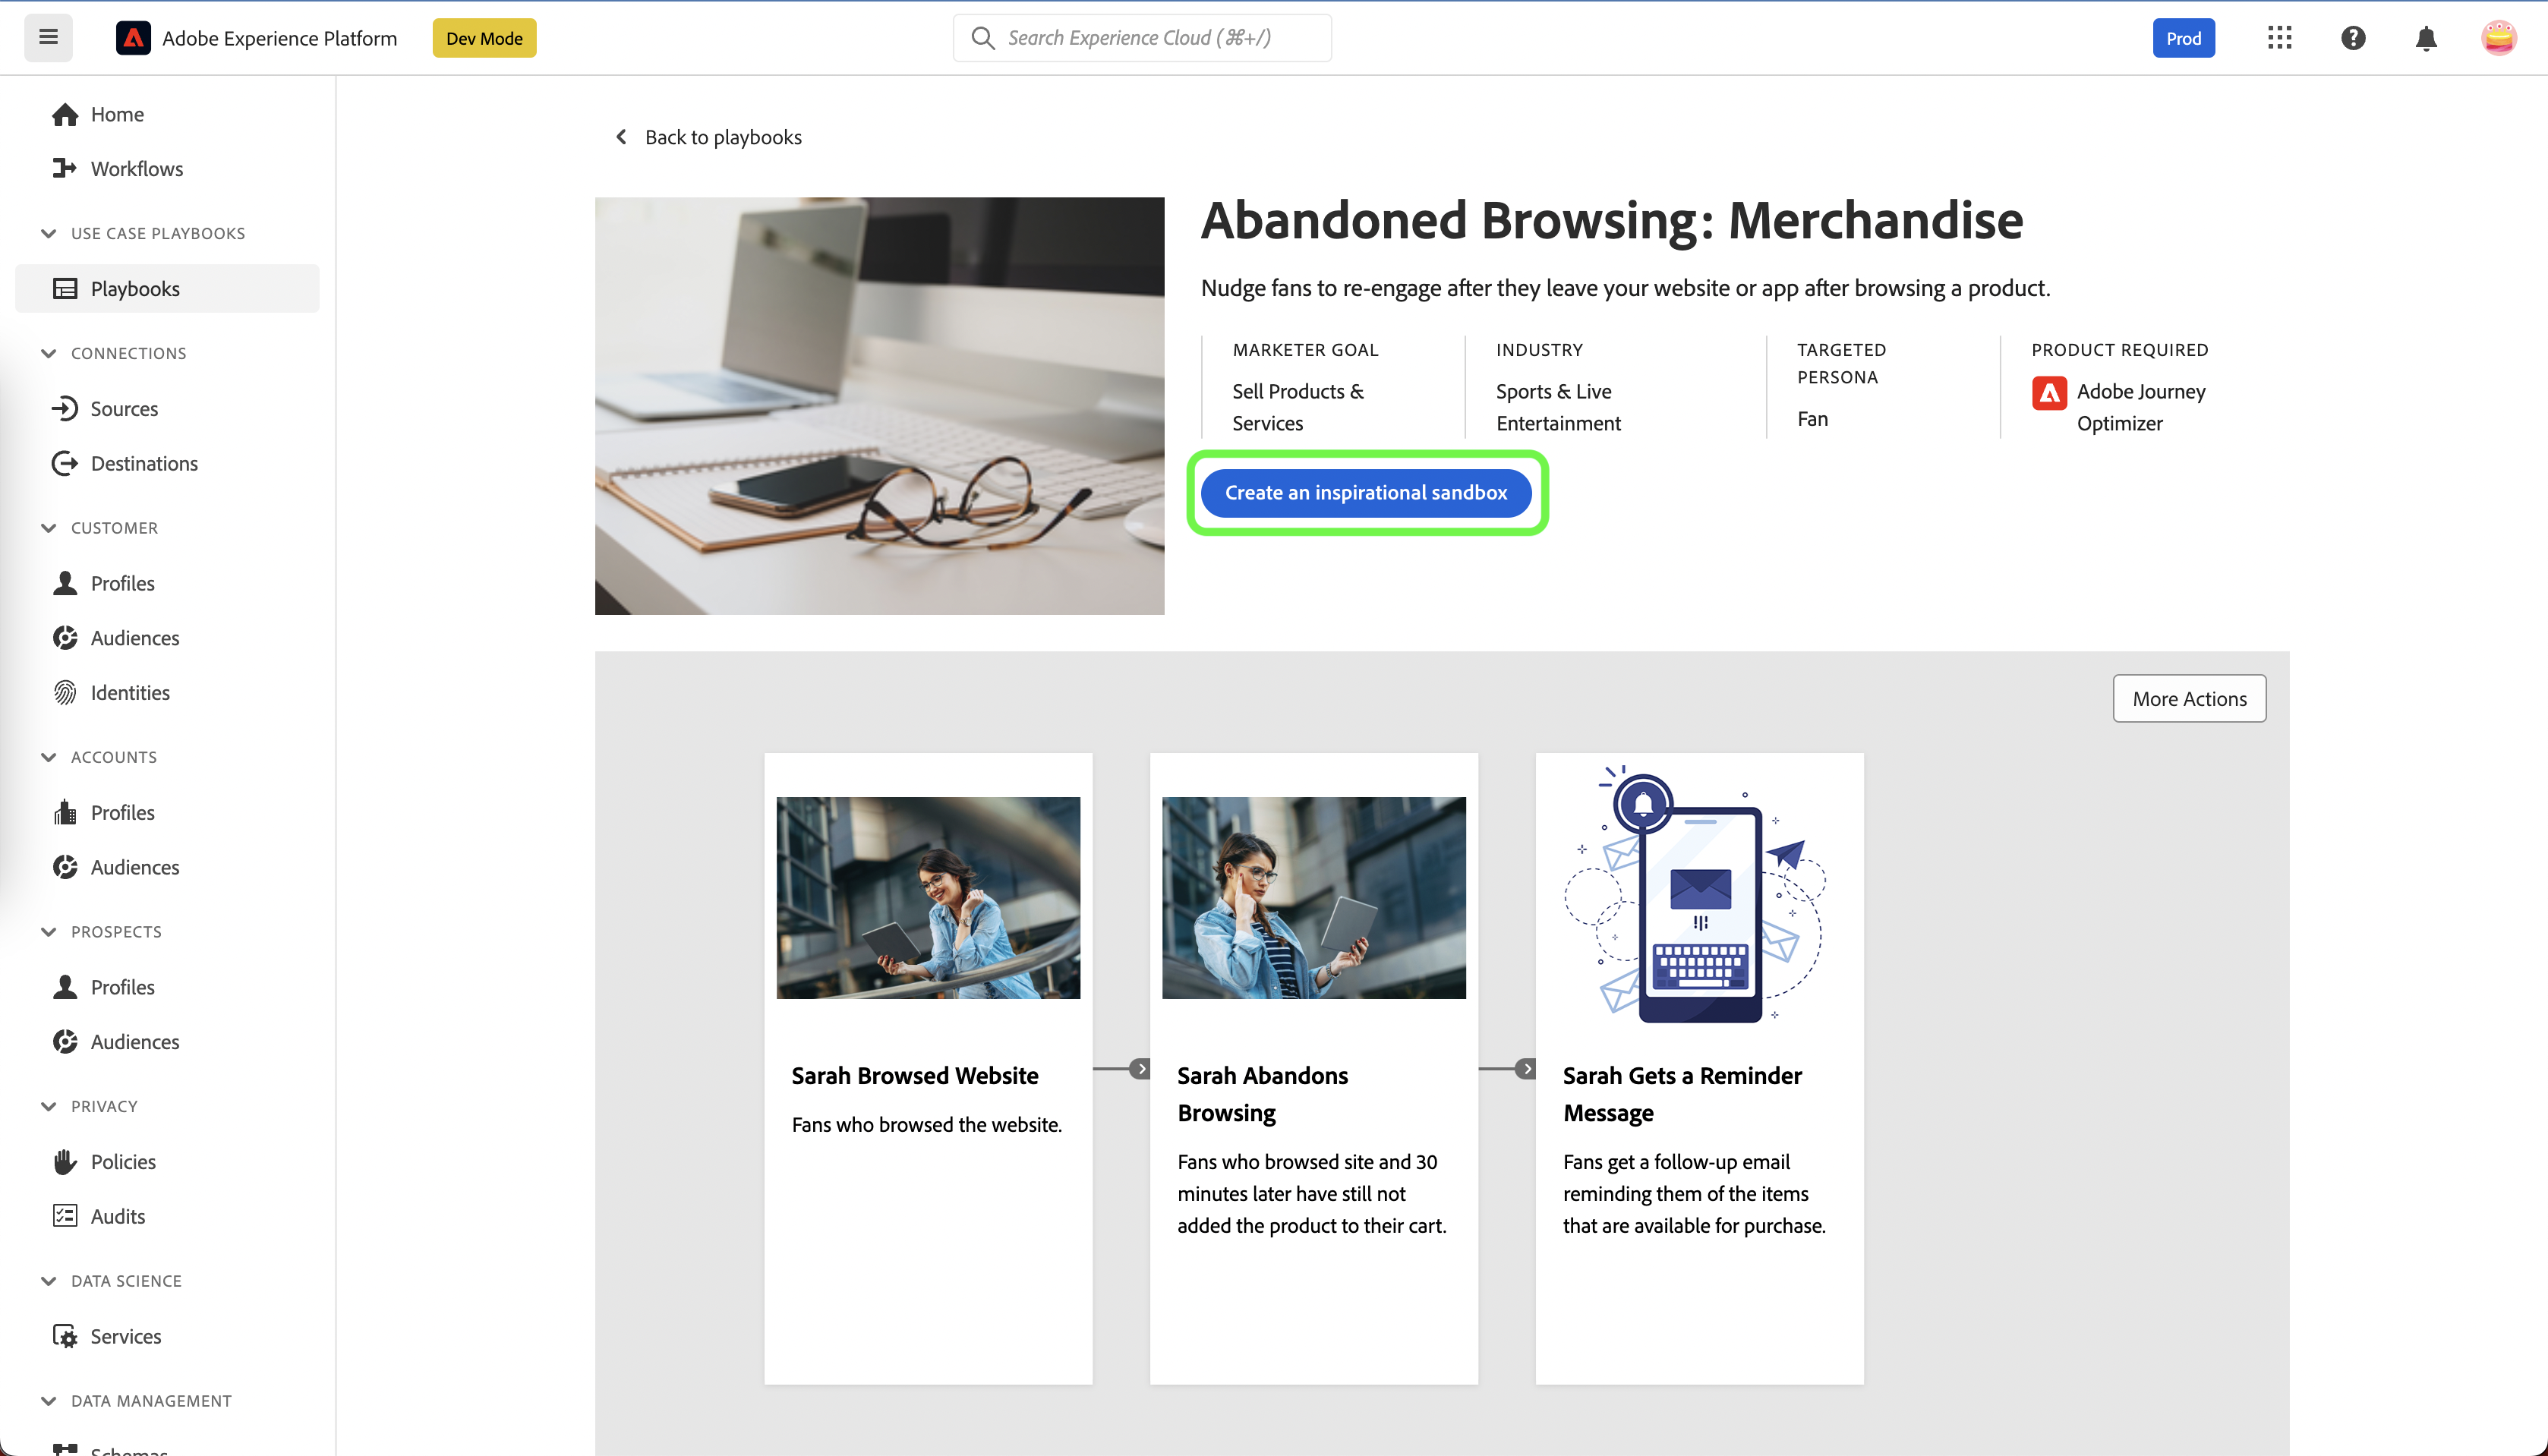 Adobe Experience Platform
Dev Mode
Search Experience Cloud (⌘+/)
Prod
Home
Workflows
USE CASE PLAYBOOKS
Playbooks
CONNECTIONS
Sources
Destinations
CUSTOMER
Profiles
Audiences
Identities
ACCOUNTS
Profiles
Audiences
PROSPECTS
Profiles
Audiences
PRIVACY
Policies
Audits
DATA SCIENCE
Services
DATA MANAGEMENT
Schemas
Back to playbooks
Abandoned Browsing: Merchandise
Nudge fans to re-engage after they leave your website or app after browsing a product.
MARKETER GOAL
Sell Products &
Services
INDUSTRY
Sports & Live
Entertainment
TARGETED
PERSONA
Fan
PRODUCT REQUIRED
Adobe Journey
Optimizer
Create an inspirational sandbox
More Actions
Sarah Browsed Website
Fans who browsed the website.
Sarah Abandons
Browsing
Fans who browsed site and 30
minutes later have still not
added the product to their cart.
Sarah Gets a Reminder
Message
Fans get a follow-up email
reminding them of the items
that are available for purchase.